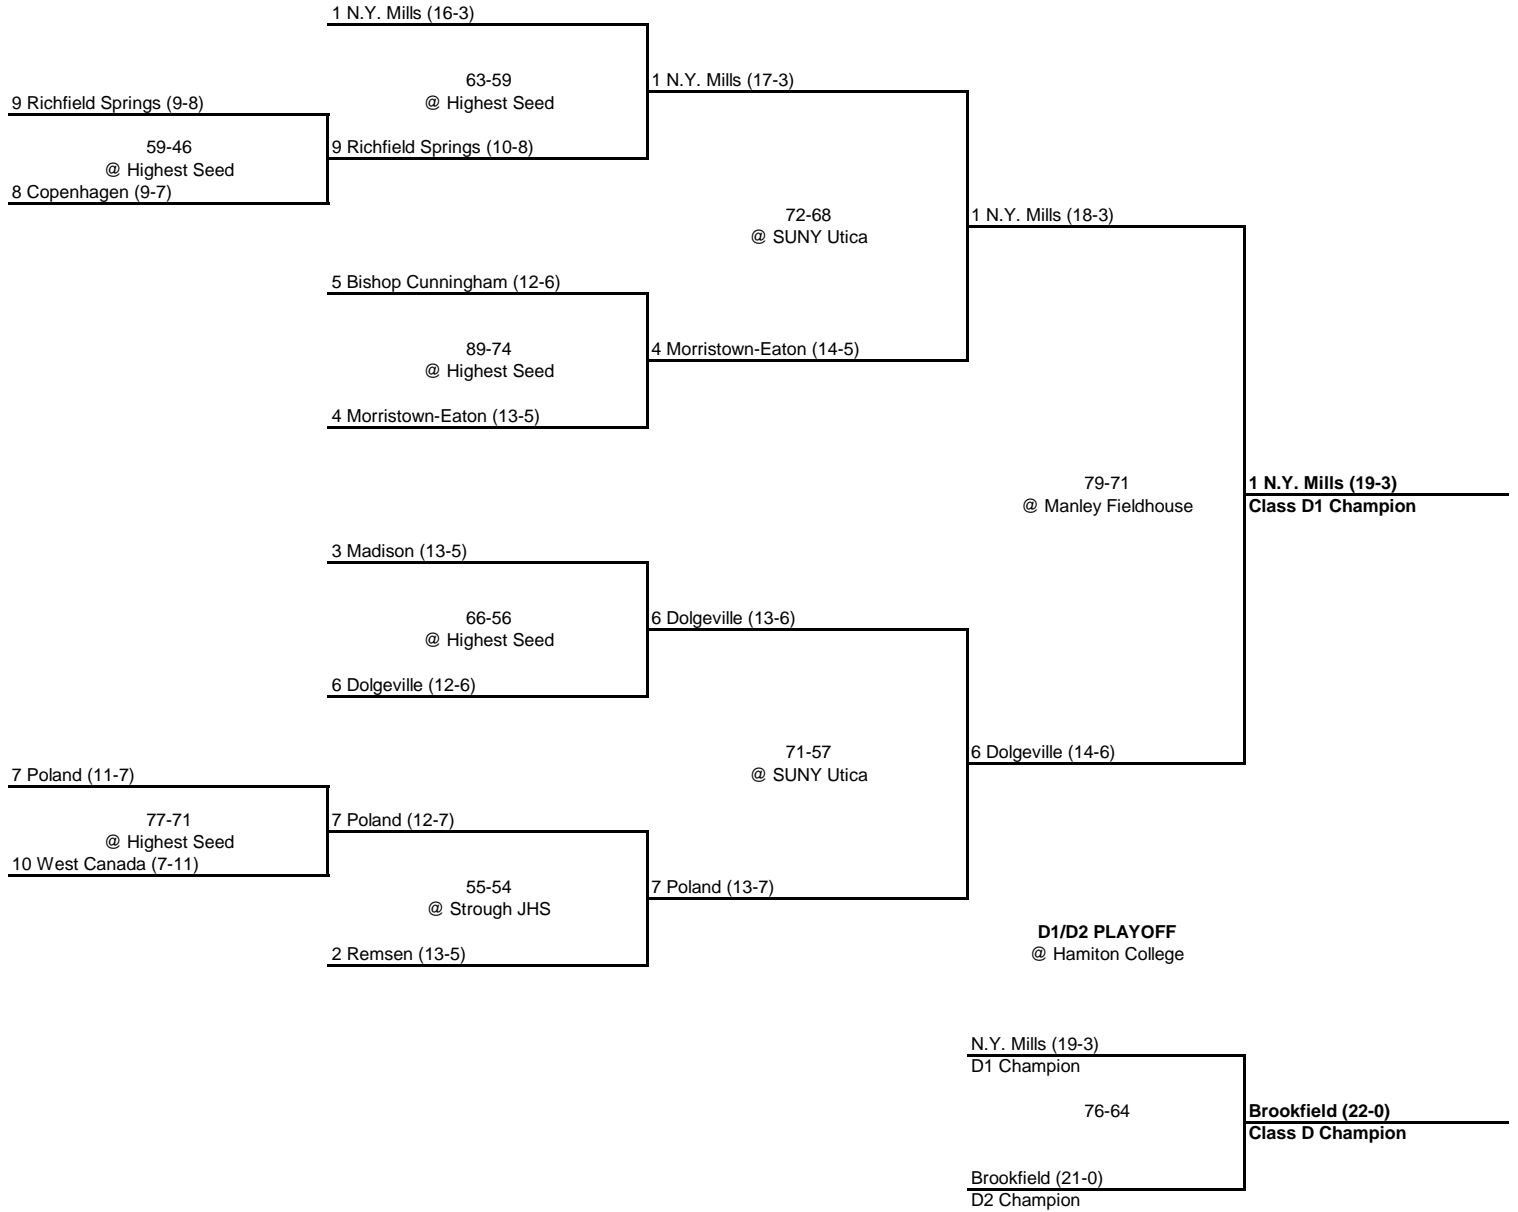 1 N.Y. Mills (16-3)
63-59
@ Highest Seed
1 N.Y. Mills (17-3)
9 Richfield Springs (9-8)
59-46
@ Highest Seed
9 Richfield Springs (10-8)
8 Copenhagen (9-7)
72-68
@ SUNY Utica
1 N.Y. Mills (18-3)
5 Bishop Cunningham (12-6)
89-74
@ Highest Seed
4 Morristown-Eaton (14-5)
4 Morristown-Eaton (13-5)
79-71
@ Manley Fieldhouse
1 N.Y. Mills (19-3)
Class D1 Champion
3 Madison (13-5)
66-56
@ Highest Seed
6 Dolgeville (13-6)
6 Dolgeville (12-6)
71-57
@ SUNY Utica
6 Dolgeville (14-6)
7 Poland (11-7)
77-71
@ Highest Seed
7 Poland (12-7)
10 West Canada (7-11)
55-54
@ Strough JHS
7 Poland (13-7)
2 Remsen (13-5)
D1/D2 PLAYOFF
@ Hamiton College
N.Y. Mills (19-3)
D1 Champion
76-64
Brookfield (22-0)
Class D Champion
Brookfield (21-0)
D2 Champion